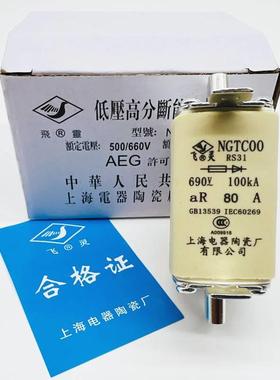 低壓高分斷能
飛®靈
型號:N
額定電壓:500/660V
AEG 許可
中華人民共
上海電器陶瓷
飞®灵
合格证
上海电器陶瓷厂
飞®灵
NGTC00
RS31
690V 100kA
aR 80 A
GB13539 IEC60269
A009818
上海电器陶瓷厂
有限公司